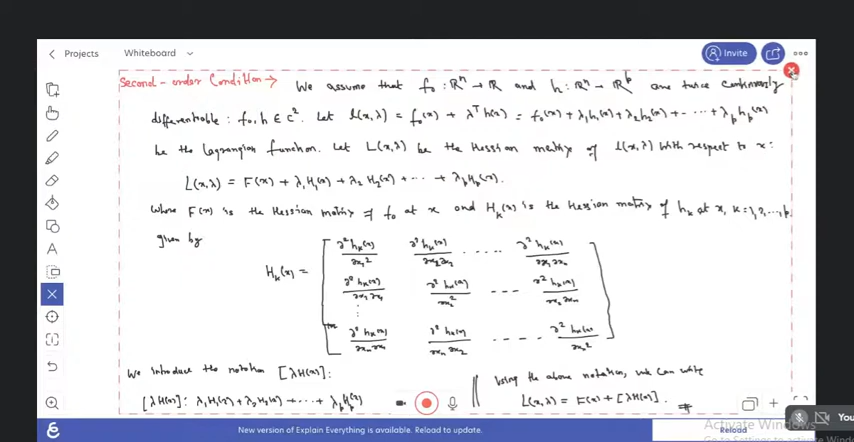 Projects
Whiteboard
Invite
Second-order Condition → We assume that f₀ : ℝⁿ → ℝ and h : ℝⁿ → ℝᵖ are twice continuously
differentiable : f₀, h ∈ C². Let l(x,λ) = f₀(x) + λᵀ h(x) = f₀(x) + λ₁h₁(x) + λ₂h₂(x) + - ⋯ + λₚhₚ(x)
be the Lagrangian function. Let L(x,λ) be the Hessian matrix of l(x,λ) with respect to x :
L(x,λ) = F(x) + λ₁H₁(x) + λ₂H₂(x) + ⋯ + λₚHₚ(x).
Where F(x) is the Hessian matrix of f₀ at x and Hₖ(x) is the Hessian matrix of hₖ at x, k=1,2,...,p.
given by
Hₖ(x) = [ ∂²hₖ(x)/∂x₁² ∂²hₖ(x)/∂x₂∂x₁ ..... ∂²hₖ(x)/∂x₁∂xₙ
∂²hₖ(x)/∂x₁∂x₂ ∂²hₖ(x)/∂x₂² --- ∂²hₖ(x)/∂x₂∂xₙ
⋮
∂²hₖ(x)/∂xₙ∂x₁ ∂²hₖ(x)/∂xₙ∂x₂ ----- ∂²hₖ(x)/∂xₙ² ]
We introduce the notation [λH(x)] :
[λH(x)] : λ₁H₁(x) + λ₂H₂(x) + ⋯ + λₚHₚ(x)
Using the above notation, we can write
L(x,λ) = F(x) + [λH(x)]. #
Activate Windows
New version of Explain Everything is available. Reload to update.
Reload
You